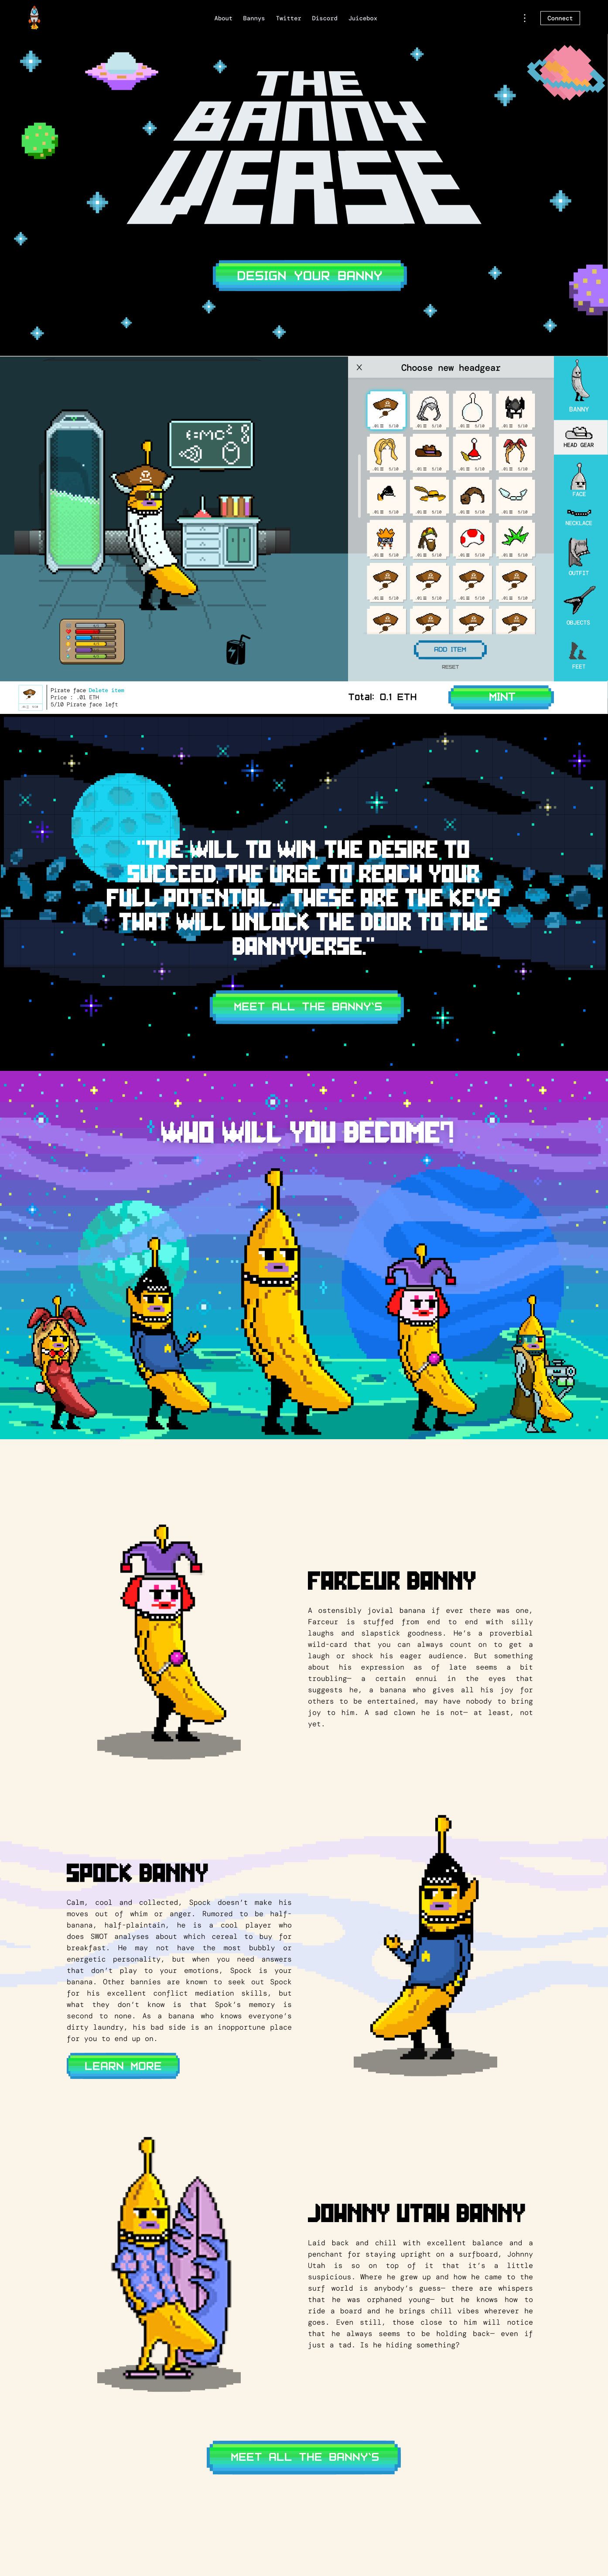 About Bannys Twitter Discord Juicebox
Connect
THE
BANNY
VERSE
DESIGN YOUR BANNY
X Choose new headgear
BANNY
HEAD GEAR
FACE
NECKLACE
OUTFIT
OBJECTS
FEET
E=MC²
ADD ITEM
RESET
Pirate face Delete item
Price : .01 ETH
5/10 Pirate face left
Total: 0.1 ETH
MINT
"THE WILL TO WIN, THE DESIRE TO
SUCCEED, THE URGE TO REACH YOUR
FULL POTENTIAL... THESE ARE THE KEYS
THAT WILL UNLOCK THE DOOR TO THE
BANNYVERSE."
MEET ALL THE BANNY'S
WHO WILL YOU BECOME?
FARCEUR BANNY
A ostensibly jovial banana if ever there was one,
Farceur is stuffed from end to end with silly
laughs and slapstick goodness. He's a proverbial
wild-card that you can always count on to get a
laugh or shock his eager audience. But something
about his expression as of late seems a bit
troubling— a certain ennui in the eyes that
suggests he, a banana who gives all his joy for
others to be entertained, may have nobody to bring
joy to him. A sad clown he is not— at least, not
yet.
SPOCK BANNY
Calm, cool and collected, Spock doesn't make his
moves out of whim or anger. Rumored to be half-
banana, half-plaintain, he is a cool player who
does SWOT analyses about which cereal to buy for
breakfast. He may not have the most bubbly or
energetic personality, but when you need answers
that don't play to your emotions, Spock is your
banana. Other bannies are known to seek out Spock
for his excellent conflict mediation skills, but
what they don't know is that Spok's memory is
second to none. As a banana who knows everyone's
dirty laundry, his bad side is an inopportune place
for you to end up on.
LEARN MORE
JOHNNY UTAH BANNY
Laid back and chill with excellent balance and a
penchant for staying upright on a surfboard, Johnny
Utah is so on top of it that it's a little
suspicious. Where he grew up and how he came to the
surf world is anybody's guess— there are whispers
that he was orphaned young— but he knows how to
ride a board and he brings chill vibes wherever he
goes. Even still, those close to him will notice
that he always seems to be holding back— even if
just a tad. Is he hiding something?
MEET ALL THE BANNY'S